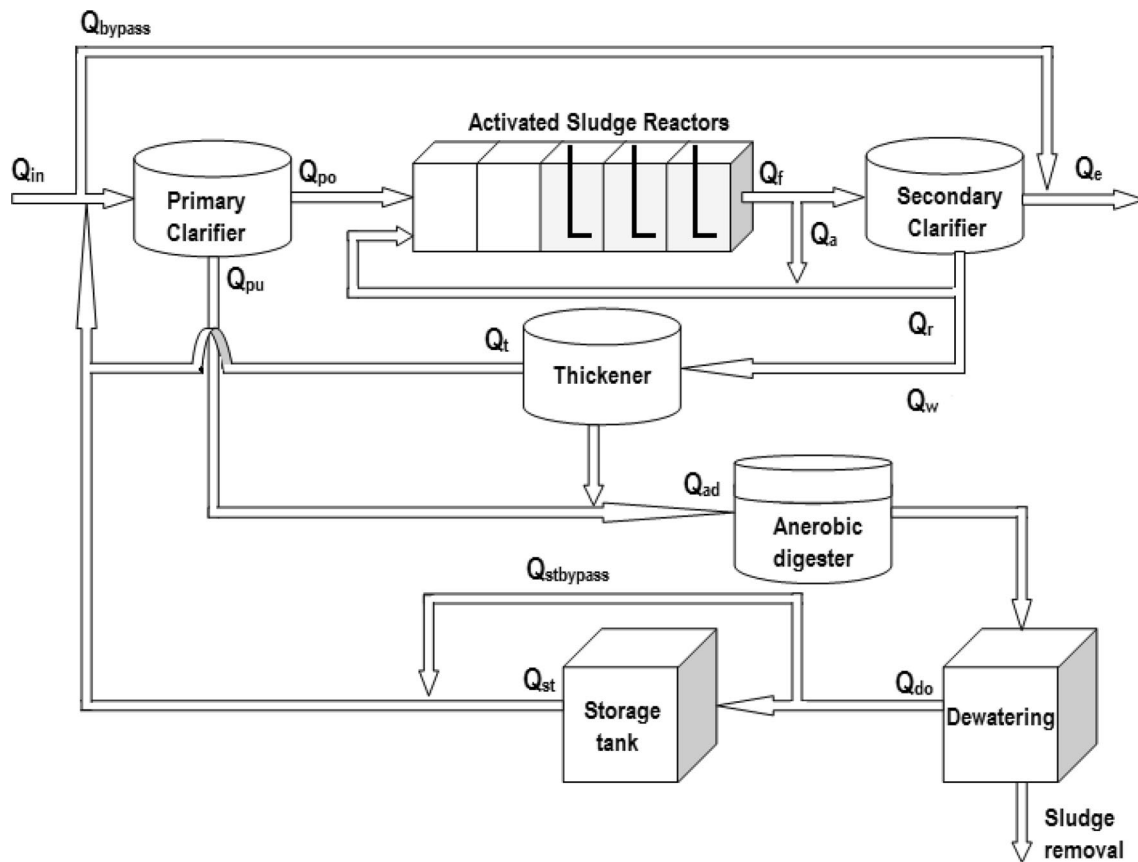 Qbypass
Activated Sludge Reactors
Qin
Qpo
Qf
Qe
Primary
Clarifier
Secondary
Clarifier
Qa
Qpu
Qt
Qr
Thickener
Qw
Qad
Anerobic
digester
Qstbypass
Qst
Qdo
Storage
tank
Dewatering
Sludge
removal